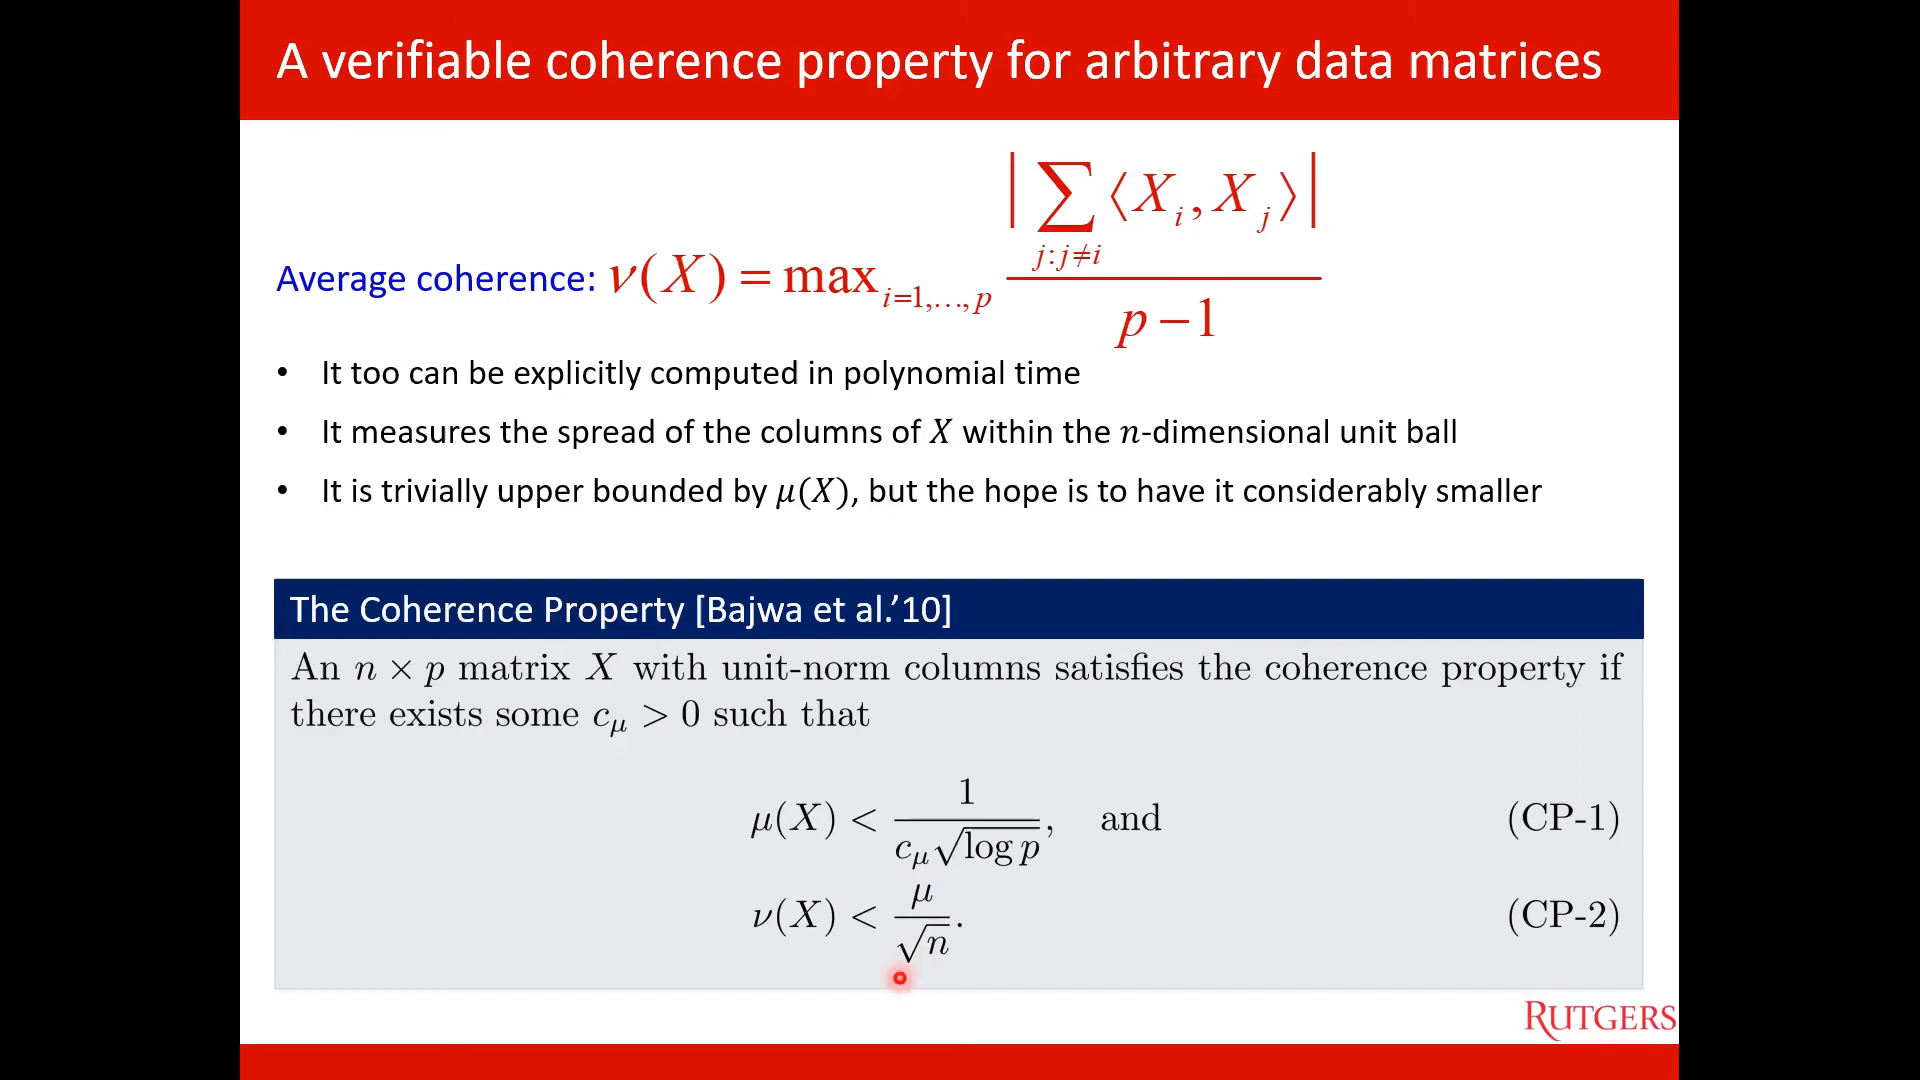 A verifiable coherence property for arbitrary data matrices
Average coherence: ν(X) = max_{i=1,…,p} |∑_{j:j≠i} ⟨X_i, X_j⟩| / (p − 1)
• It too can be explicitly computed in polynomial time
• It measures the spread of the columns of X within the n-dimensional unit ball
• It is trivially upper bounded by μ(X), but the hope is to have it considerably smaller
The Coherence Property [Bajwa et al.’10]
An n × p matrix X with unit-norm columns satisfies the coherence property if
there exists some c_μ > 0 such that
μ(X) < 1 / (c_μ √(log p)), and (CP-1)
ν(X) < μ / √n. (CP-2)
RUTGERS